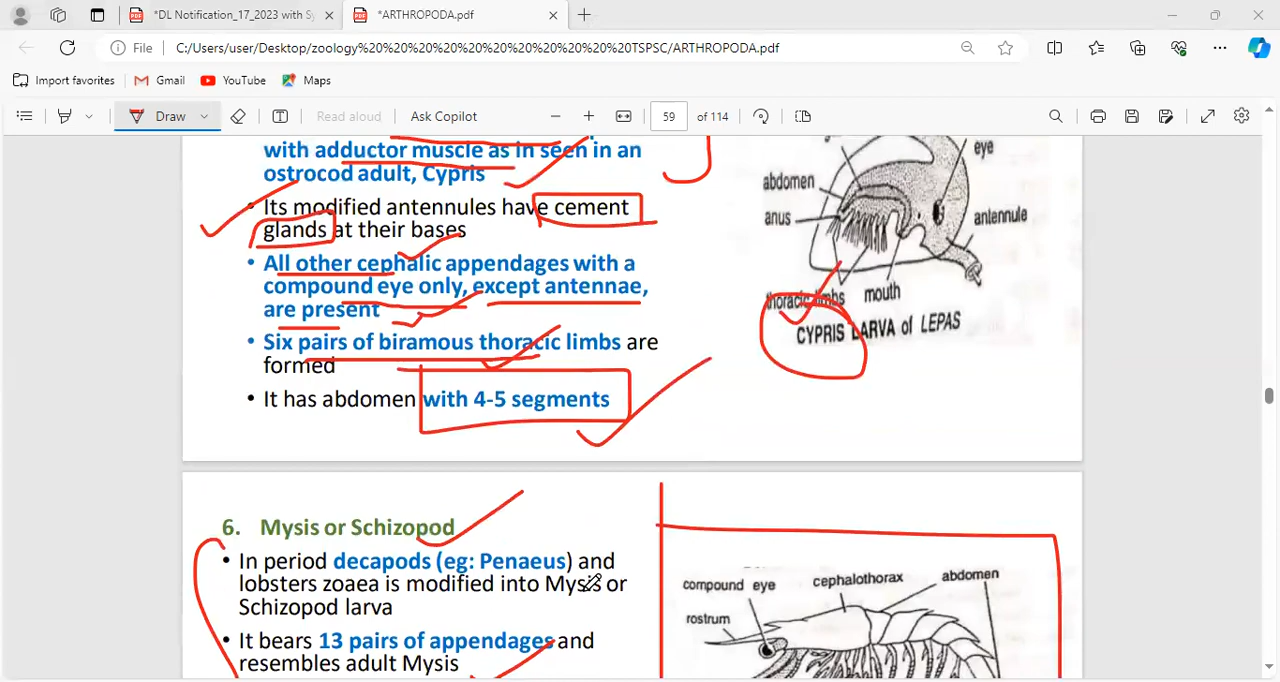 *DL Notification_17_2023 with Sy
*ARTHROPODA.pdf
File C:/Users/user/Desktop/zoology%20%20%20%20%20%20%20%20%20%20TSPSC/ARTHROPODA.pdf
Import favorites Gmail YouTube Maps
Draw Read aloud Ask Copilot 59 of 114
with adductor muscle as in seen in an
ostrocod adult, Cypris
• Its modified antennules have cement
glands at their bases
• All other cephalic appendages with a
compound eye only, except antennae,
are present
• Six pairs of biramous thoracic limbs are
formed
• It has abdomen with 4-5 segments
eye
abdomen
anus
antennule
thoracic limbs mouth
CYPRIS LARVA of LEPAS
6. Mysis or Schizopod
• In period decapods (eg: Penaeus) and
lobsters zoaea is modified into Mysis or
Schizopod larva
• It bears 13 pairs of appendages and
resembles adult Mysis
compound eye cephalothorax abdomen
rostrum